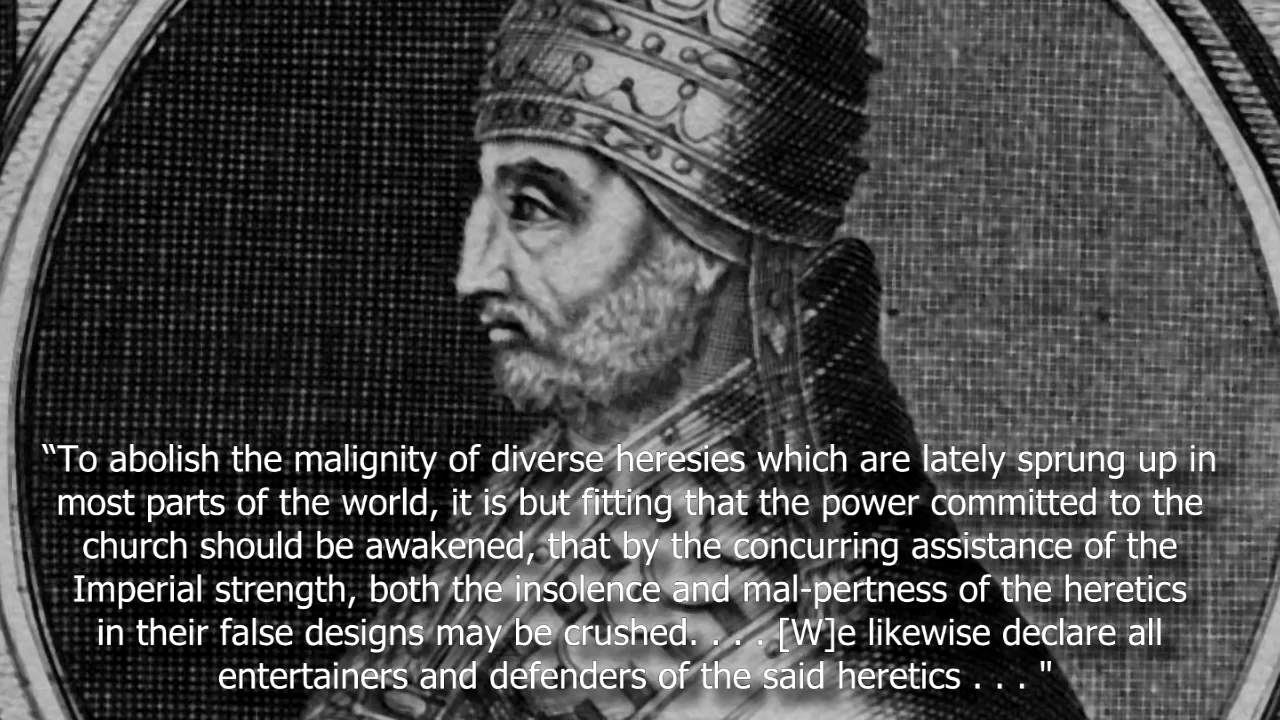 “To abolish the malignity of diverse heresies which are lately sprung up in
most parts of the world, it is but fitting that the power committed to the
church should be awakened, that by the concurring assistance of the
Imperial strength, both the insolence and mal-pertness of the heretics
in their false designs may be crushed. . . . [W]e likewise declare all
entertainers and defenders of the said heretics . . . "